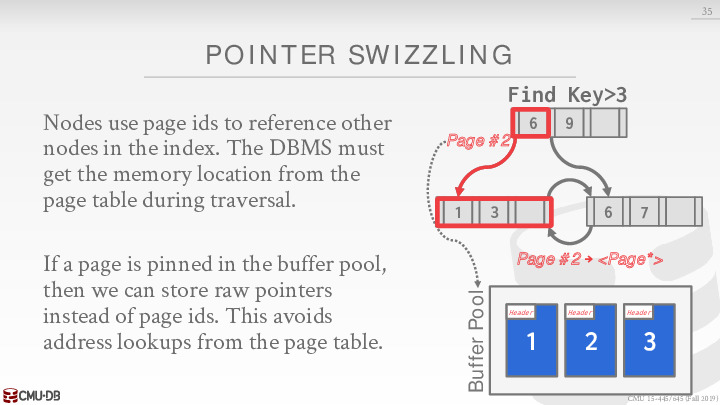 35
POINTER SWIZZLING
Nodes use page ids to reference other
nodes in the index. The DBMS must
get the memory location from the
page table during traversal.
If a page is pinned in the buffer pool,
then we can store raw pointers
instead of page ids. This avoids
address lookups from the page table.
Find Key>3
6 9
Page #2
1 3
6 7
Page #2 → <Page*>
Buffer Pool
Header Header Header
1 2 3
CMU·DB
CMU 15-445/645 (Fall 2019)